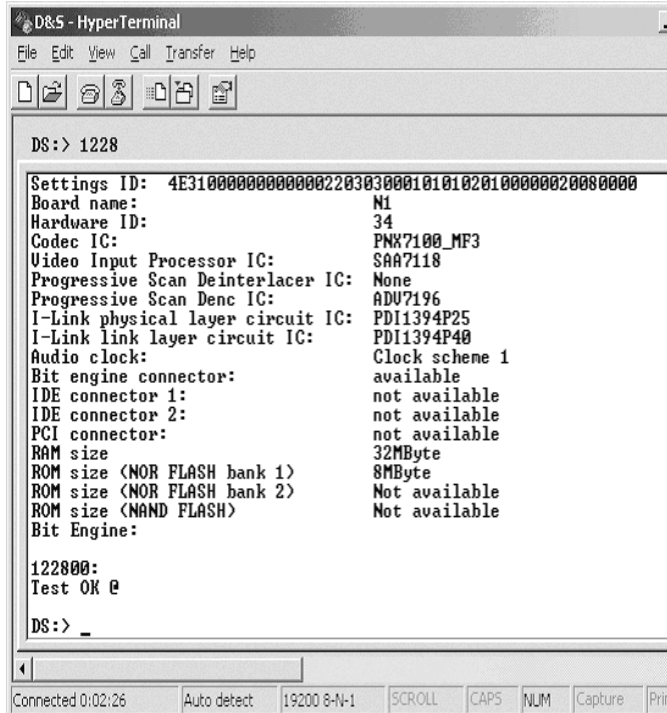 D&S - HyperTerminal
File Edit View Call Transfer Help
DS:> 1228
Settings ID: 4E31000000000000022030300010101020100000020080000
Board name: N1
Hardware ID: 34
Codec IC: PNX7100_MF3
Video Input Processor IC: SAA7118
Progressive Scan Deinterlacer IC: None
Progressive Scan Denc IC: ADV7196
I-Link physical layer circuit IC: PDI1394P25
I-Link link layer circuit IC: PDI1394P40
Audio clock: Clock scheme 1
Bit engine connector: available
IDE connector 1: not available
IDE connector 2: not available
PCI connector: not available
RAM size 32MByte
ROM size (NOR FLASH bank 1) 8MByte
ROM size (NOR FLASH bank 2) Not available
ROM size (NAND FLASH) Not available
Bit Engine:
122800:
Test OK @
DS:> _
Connected 0:02:26 Auto detect 19200 8-N-1 SCROLL CAPS NUM Capture Pri